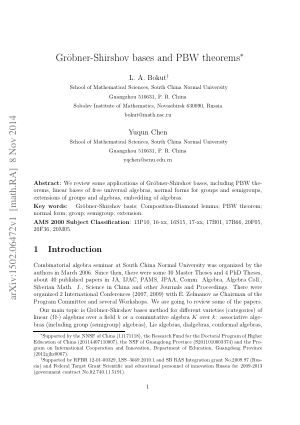 Gröbner-Shirshov bases and PBW theorems*
L. A. Bokut†
School of Mathematical Sciences, South China Normal University
Guangzhou 510631, P. R. China
Sobolev Institute of Mathematics, Novosibirsk 630090, Russia
bokut@math.nsc.ru
Yuqun Chen
School of Mathematical Sciences, South China Normal University
Guangzhou 510631, P. R. China
yqchen@scnu.edu.cn
Abstract: We review some applications of Gröbner-Shirshov bases, including PBW the-
orems, linear bases of free universal algebras, normal forms for groups and semigroups,
extensions of groups and algebras, embedding of algebras.
Key words: Gröbner-Shirshov basis; Composition-Diamond lemma; PBW theorem;
normal form; group; semigroup; extension.
AMS 2000 Subject Classification: 13P10, 16-xx, 16S15, 17-xx, 17B01, 17B66, 20F05,
20F36, 20M05
1 Introduction
Combinatorial algebra seminar at South China Normal University was organized by the
authors in March 2006. Since then, there were some 30 Master Theses and 4 PhD Theses,
about 40 published papers in JA, IJAC, PAMS, JPAA, Comm. Algebra, Algebra Coll.,
Siberian Math. J., Science in China and other Journals and Proceedings. There were
organized 2 International Conferences (2007, 2009) with E. Zelmanov as Chairman of the
Program Committee and several Workshops. We are going to review some of the papers.
Our main topic is Gröbner-Shirshov bases method for different varieties (categories) of
linear (Ω-) algebras over a field k or a commutative algebra K over k: associative alge-
bras (including group (semigroup) algebras), Lie algebras, dialgebras, conformal algebras,
*Supported by the NNSF of China (11171118), the Research Fund for the Doctoral Program of Higher
Education of China (20114407110007), the NSF of Guangdong Province (S2011010003374) and the Pro-
gram on International Cooperation and Innovation, Department of Education, Guangdong Province
(2012gjhz0007).
†Supported by RFBR 12-01-00329, LSS-3669.2010.1 and SB RAS Integration grant No.2009.97 (Rus-
sia) and Federal Target Grant Scientific and educational personnel of innovation Russia for 2009-2013
(government contract No.02.740.11.5191).
1
arXiv:1502.06472v1 [math.RA] 8 Nov 2014